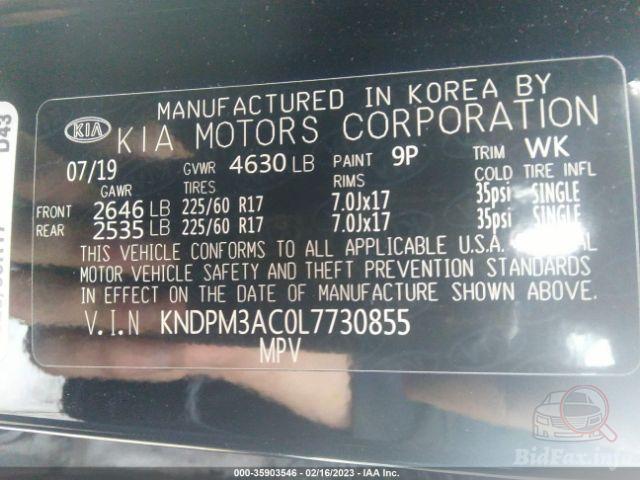 MANUFACTURED IN KOREA BY
KIA KIA MOTORS CORPORATION
07/19 GVWR 4630 LB PAINT 9P TRIM WK
GAWR TIRES RIMS COLD TIRE INFL
FRONT 2646 LB 225/60 R17 7.0Jx17 35psi SINGLE
REAR 2535 LB 225/60 R17 7.0Jx17 35psi SINGLE
THIS VEHICLE CONFORMS TO ALL APPLICABLE U.S.A.
MOTOR VEHICLE SAFETY AND THEFT PREVENTION STANDARDS
IN EFFECT ON THE DATE OF MANUFACTURE SHOWN ABOVE.
V.I.N KNDPM3AC0L7730855
MPV
D43
BidFax.info
000-35903546 - 02/16/2023 - IAA Inc.